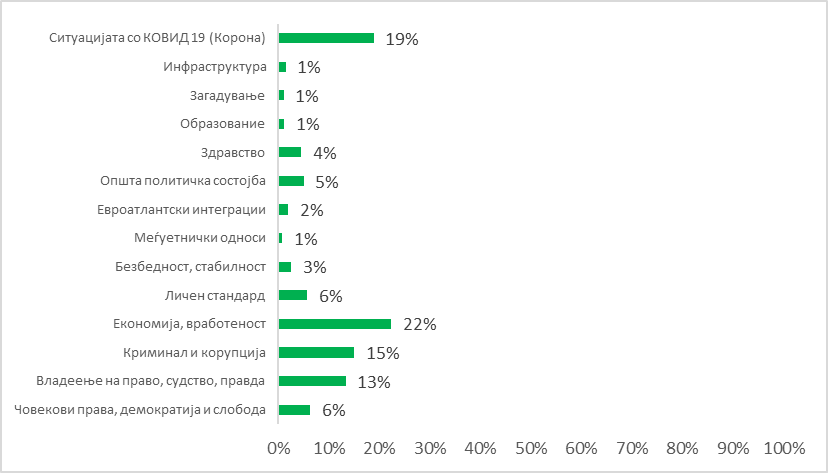 Ситуацијата со КОВИД 19 (Корона) 19%
Инфраструктура 1%
Загадување 1%
Образование 1%
Здравство 4%
Општа политичка состојба 5%
Евроатлантски интеграции 2%
Меѓуетнички односи 1%
Безбедност, стабилност 3%
Личен стандард 6%
Економија, вработеност 22%
Криминал и корупција 15%
Владеење на право, судство, правда 13%
Човекови права, демократија и слобода 6%
0% 10% 20% 30% 40% 50% 60% 70% 80% 90% 100%